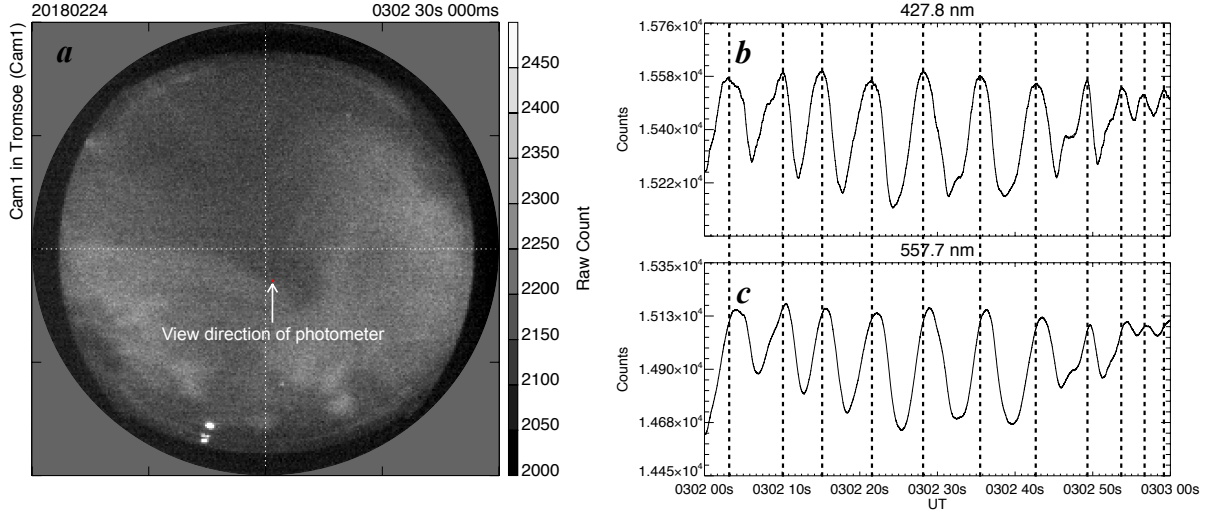 20180224 0302 30s 000ms
Cam1 in Tromsoe (Cam1)
a
View direction of photometer
2450
2400
2350
2300
2250
2200
2150
2100
2050
2000
Raw Count
427.8 nm
b
1.576×10⁴
1.558×10⁴
1.540×10⁴
1.522×10⁴
Counts
557.7 nm
c
1.535×10⁴
1.513×10⁴
1.490×10⁴
1.468×10⁴
1.445×10⁴
Counts
0302 00s 0302 10s 0302 20s 0302 30s 0302 40s 0302 50s 0303 00s
UT